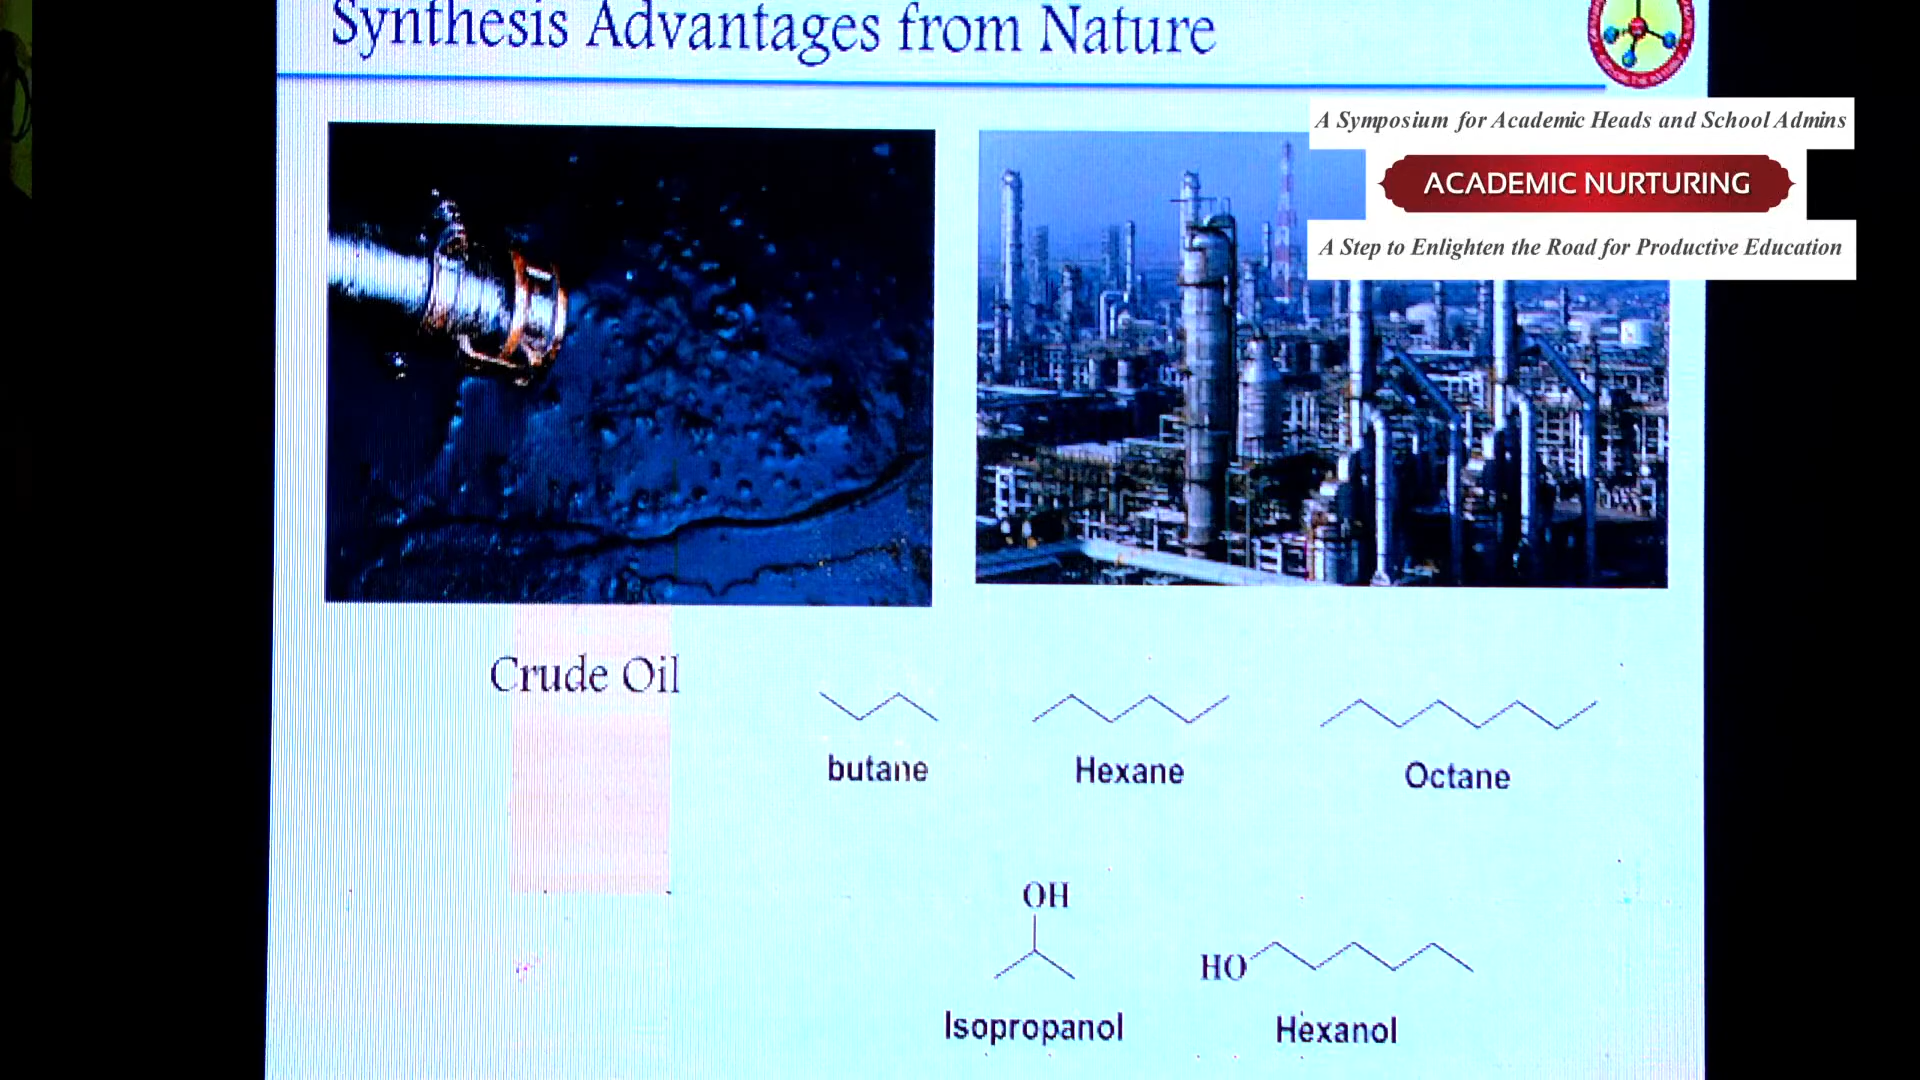 Synthesis Advantages from Nature
A Symposium for Academic Heads and School Admins
ACADEMIC NURTURING
A Step to Enlighten the Road for Productive Education
Crude Oil
butane
Hexane
Octane
OH
HO
Isopropanol
Hexanol